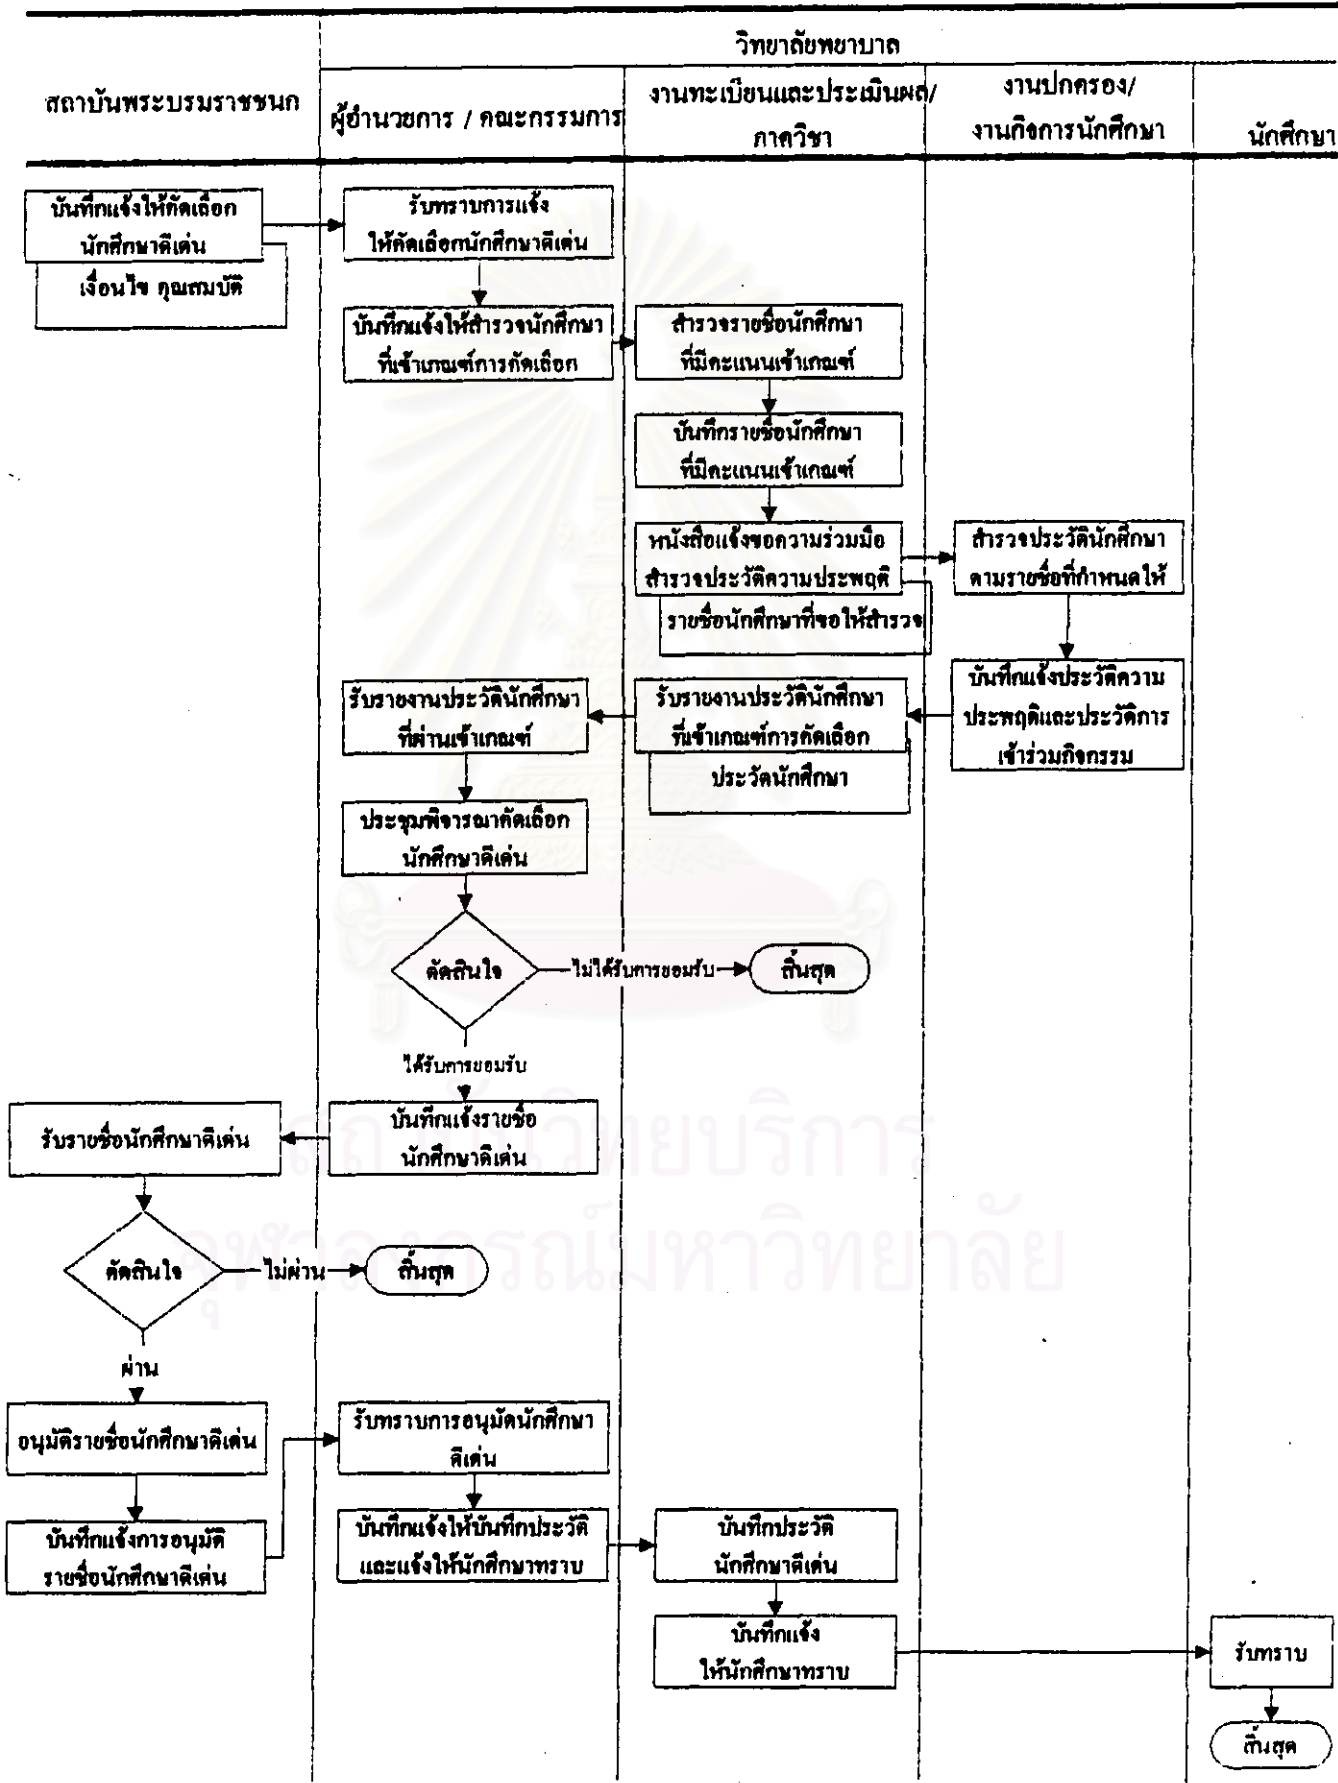 วิทยาลัยพยาบาล
สถาบันพระบรมราชชนก
ผู้อำนวยการ / คณะกรรมการ
งานทะเบียนและประเมินผล/
ภาควิชา
งานปกครอง/
งานกิจการนักศึกษา
นักศึกษา
บันทึกแจ้งให้คัดเลือก
นักศึกษาดีเด่น
เงื่อนไข คุณสมบัติ
รับทราบการแจ้ง
ให้คัดเลือกนักศึกษาดีเด่น
บันทึกแจ้งให้สำรวจนักศึกษา
ที่เข้าเกณฑ์การคัดเลือก
สำรวจรายชื่อนักศึกษา
ที่มีคะแนนเข้าเกณฑ์
บันทึกรายชื่อนักศึกษา
ที่มีคะแนนเข้าเกณฑ์
หนังสือแจ้งขอความร่วมมือ
สำรวจประวัติความประพฤติ
รายชื่อนักศึกษาที่ขอให้สำรวจ
สำรวจประวัตินักศึกษา
ตามรายชื่อที่กำหนดให้
บันทึกแจ้งประวัติความ
ประพฤติและประวัติการ
เข้าร่วมกิจกรรม
รับรายงานประวัตินักศึกษา
ที่เข้าเกณฑ์การคัดเลือก
ประวัตนักศึกษา
รับรายงานประวัตินักศึกษา
ที่ผ่านเข้าเกณฑ์
ประชุมพิจารณาคัดเลือก
นักศึกษาดีเด่น
ตัดสินใจ
ไม่ได้รับการยอมรับ
สิ้นสุด
ได้รับการยอมรับ
บันทึกแจ้งรายชื่อ
นักศึกษาดีเด่น
รับรายชื่อนักศึกษาดีเด่น
ตัดสินใจ
ไม่ผ่าน
สิ้นสุด
ผ่าน
อนุมัติรายชื่อนักศึกษาดีเด่น
บันทึกแจ้งการอนุมัติ
รายชื่อนักศึกษาดีเด่น
รับทราบการอนุมัตนักศึกษา
ดีเด่น
บันทึกแจ้งให้บันทึกประวัติ
และแจ้งให้นักศึกษาทราบ
บันทึกประวัติ
นักศึกษาดีเด่น
บันทึกแจ้ง
ให้นักศึกษาทราบ
รับทราบ
สิ้นสุด
สถาบันวิทยบริการ
จุฬาลงกรณ์มหาวิทยาลัย